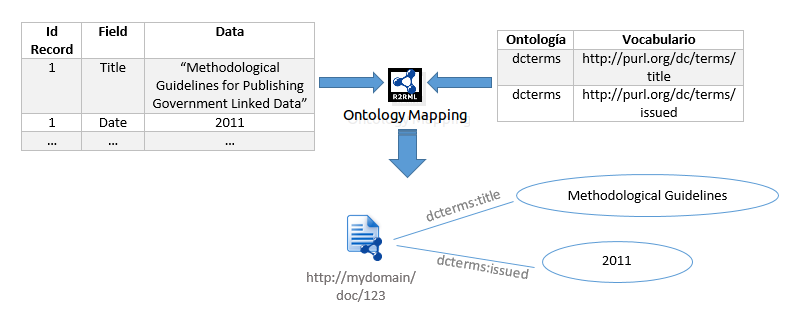 Id Record Field Data
1 Title “Methodological
Guidelines for Publishing
Government Linked Data”
1 Date 2011
... ... ...
Ontología Vocabulario
dcterms http://purl.org/dc/terms/
title
dcterms http://purl.org/dc/terms/
issued
R2RML
Ontology Mapping
dcterms:title
Methodological Guidelines
dcterms:issued
2011
http://mydomain/
doc/123